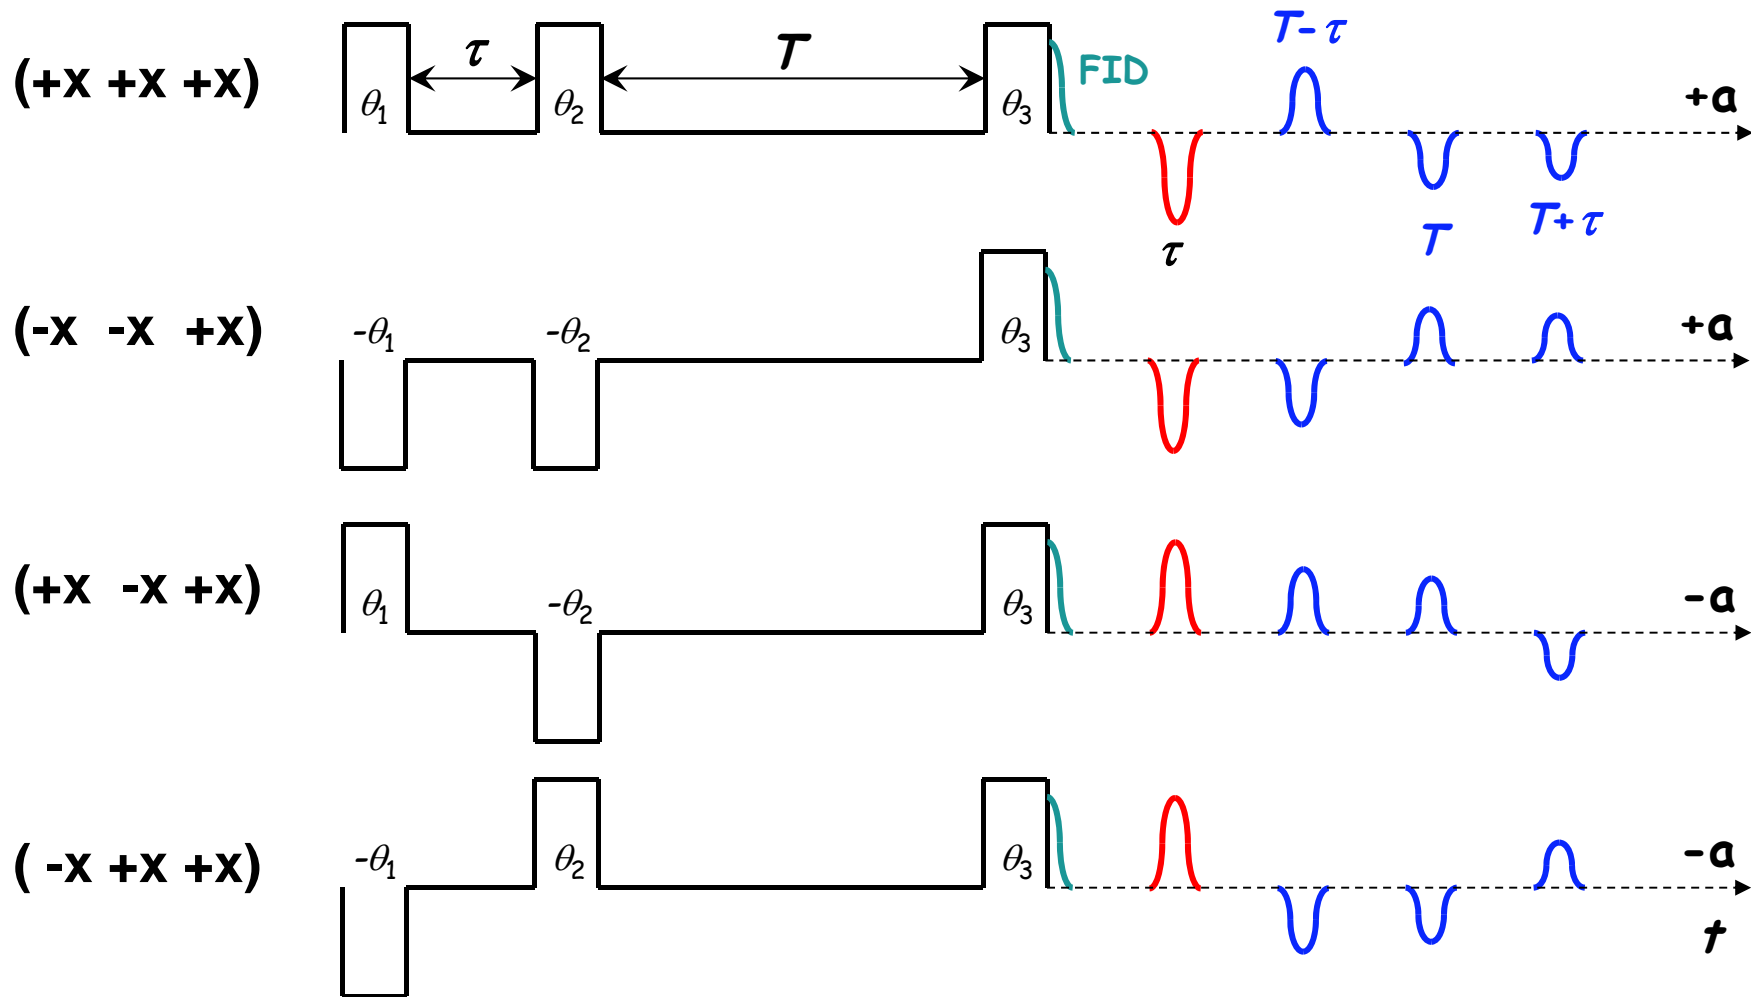 (+x +x +x) θ1 τ θ2 T θ3 FID T-τ +a
τ T T+τ
(-x -x +x) -θ1 -θ2 θ3 +a
(+x -x +x) θ1 -θ2 θ3 -a
( -x +x +x) -θ1 θ2 θ3 -a
t